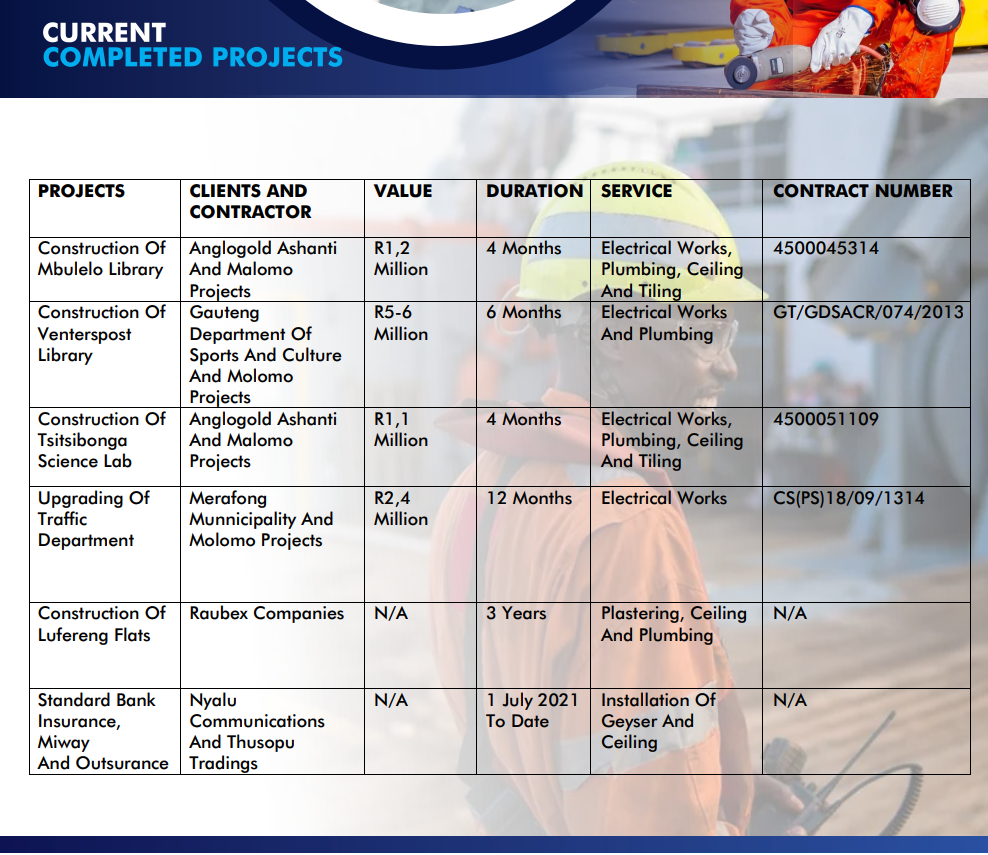 CURRENT
COMPLETED PROJECTS
PROJECTS
CLIENTS AND
CONTRACTOR
VALUE
DURATION
SERVICE
CONTRACT NUMBER
Construction Of
Mbulelo Library
Anglogold Ashanti
And Malomo
Projects
R1,2
Million
4 Months
Electrical Works,
Plumbing, Ceiling
And Tiling
4500045314
Construction Of
Venterspost
Library
Gauteng
Department Of
Sports And Culture
And Molomo
Projects
R5-6
Million
6 Months
Electrical Works
And Plumbing
GT/GDSACR/074/2013
Construction Of
Tsitsibonga
Science Lab
Anglogold Ashanti
And Malomo
Projects
R1,1
Million
4 Months
Electrical Works,
Plumbing, Ceiling
And Tiling
4500051109
Upgrading Of
Traffic
Department
Merafong
Munnicipality And
Molomo Projects
R2,4
Million
12 Months
Electrical Works
CS(PS)18/09/1314
Construction Of
Lufereng Flats
Raubex Companies
N/A
3 Years
Plastering, Ceiling
And Plumbing
N/A
Standard Bank
Insurance,
Miway
And Outsurance
Nyalu
Communications
And Thusopu
Tradings
N/A
1 July 2021
To Date
Installation Of
Geyser And
Ceiling
N/A